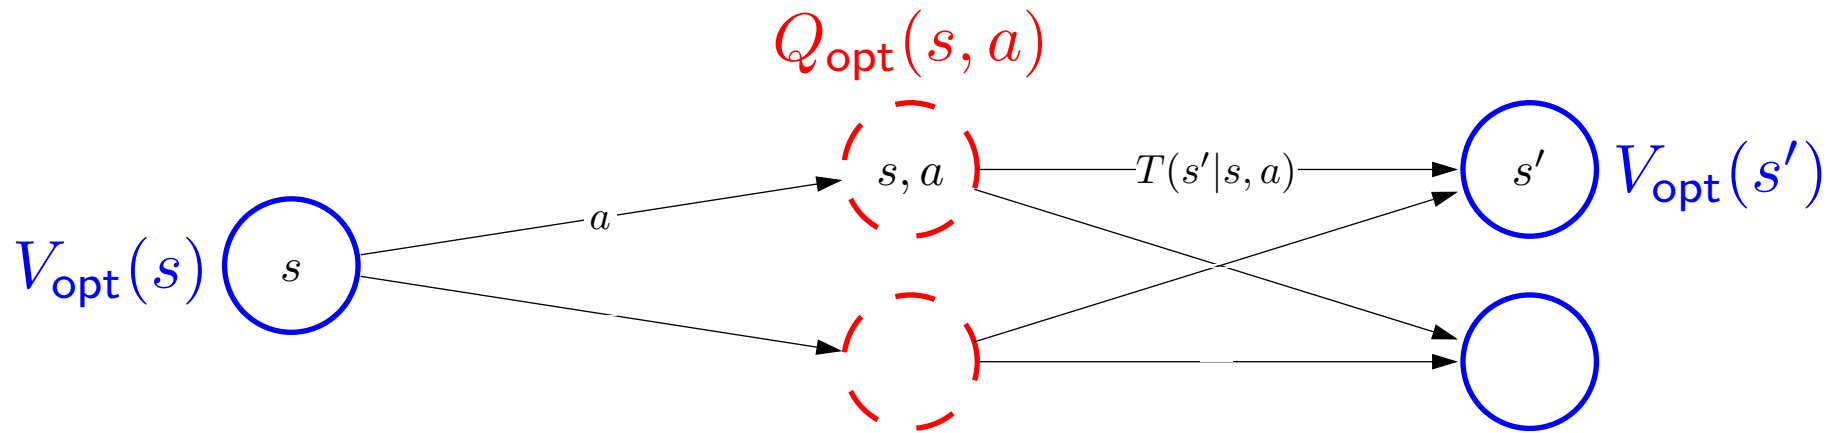 Q_opt(s, a)
s, a
T(s′|s, a)
s′
V_opt(s′)
a
V_opt(s)
s